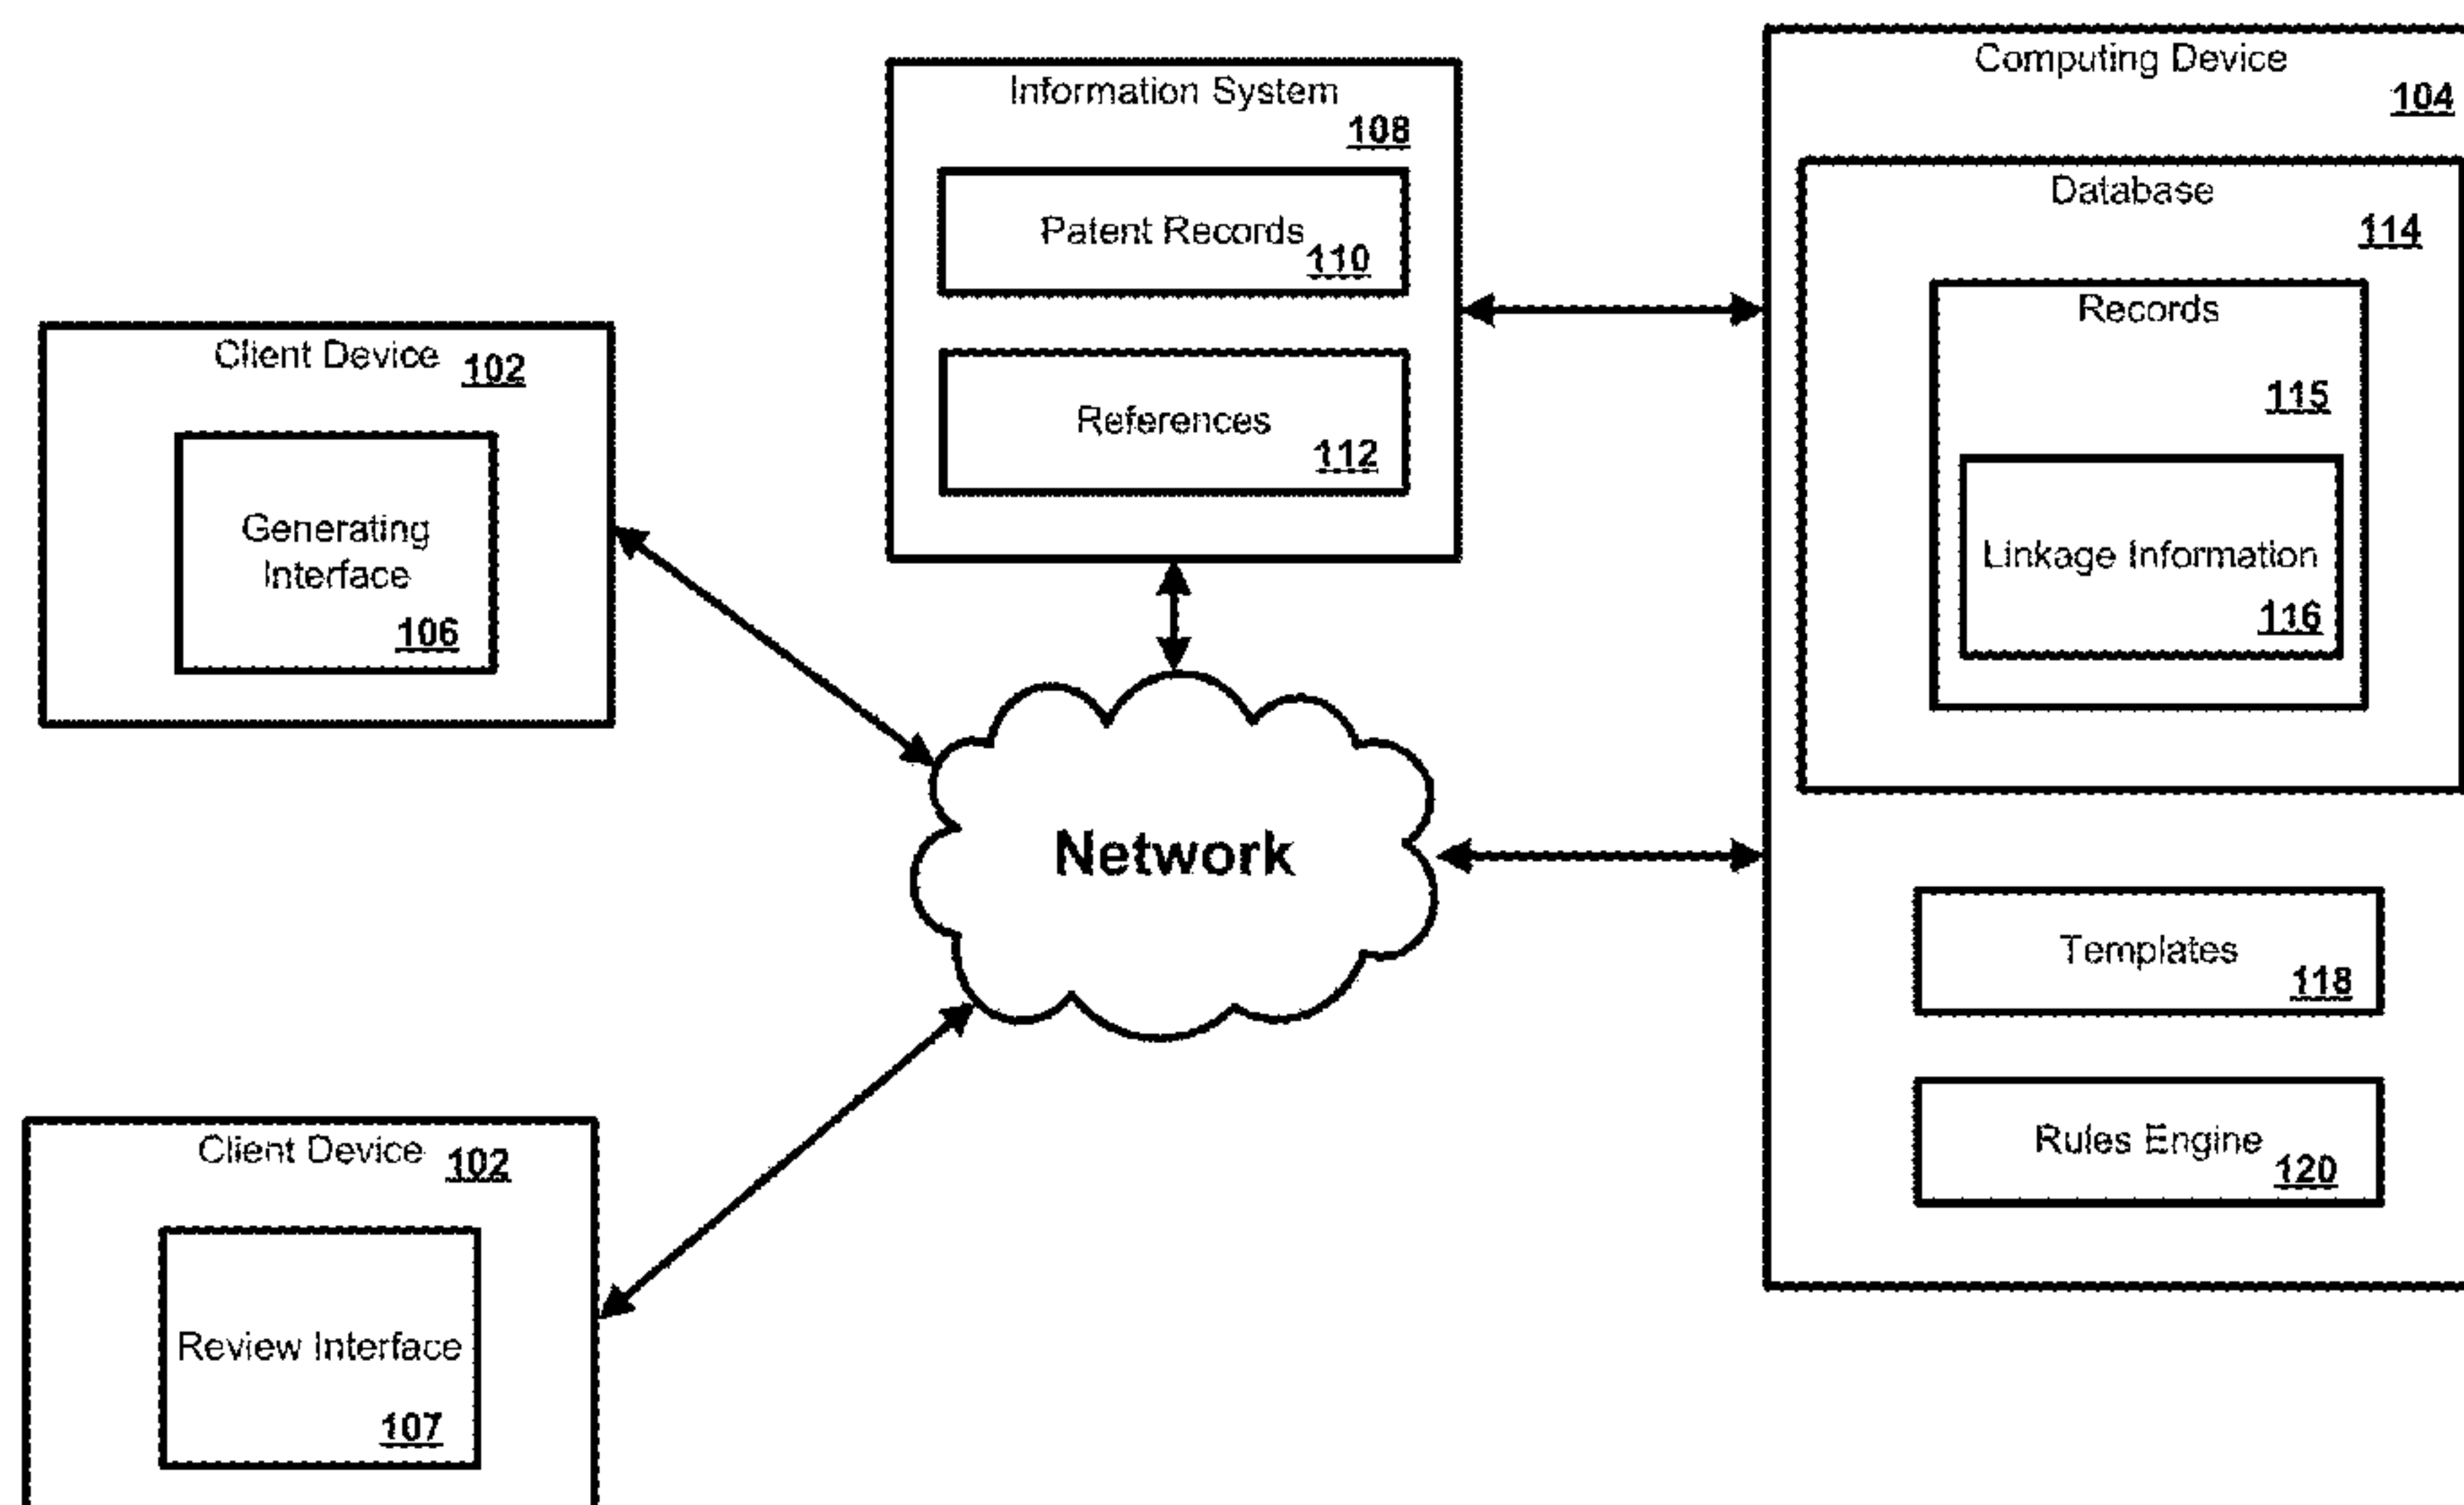 Information System
108
Patent Records
110
References
112
Computing Device
104
Database
114
Records
115
Linkage Information
116
Templates
118
Rules Engine
120
Client Device 102
Generating
Interface
106
Network
Client Device 102
Review Interface
107